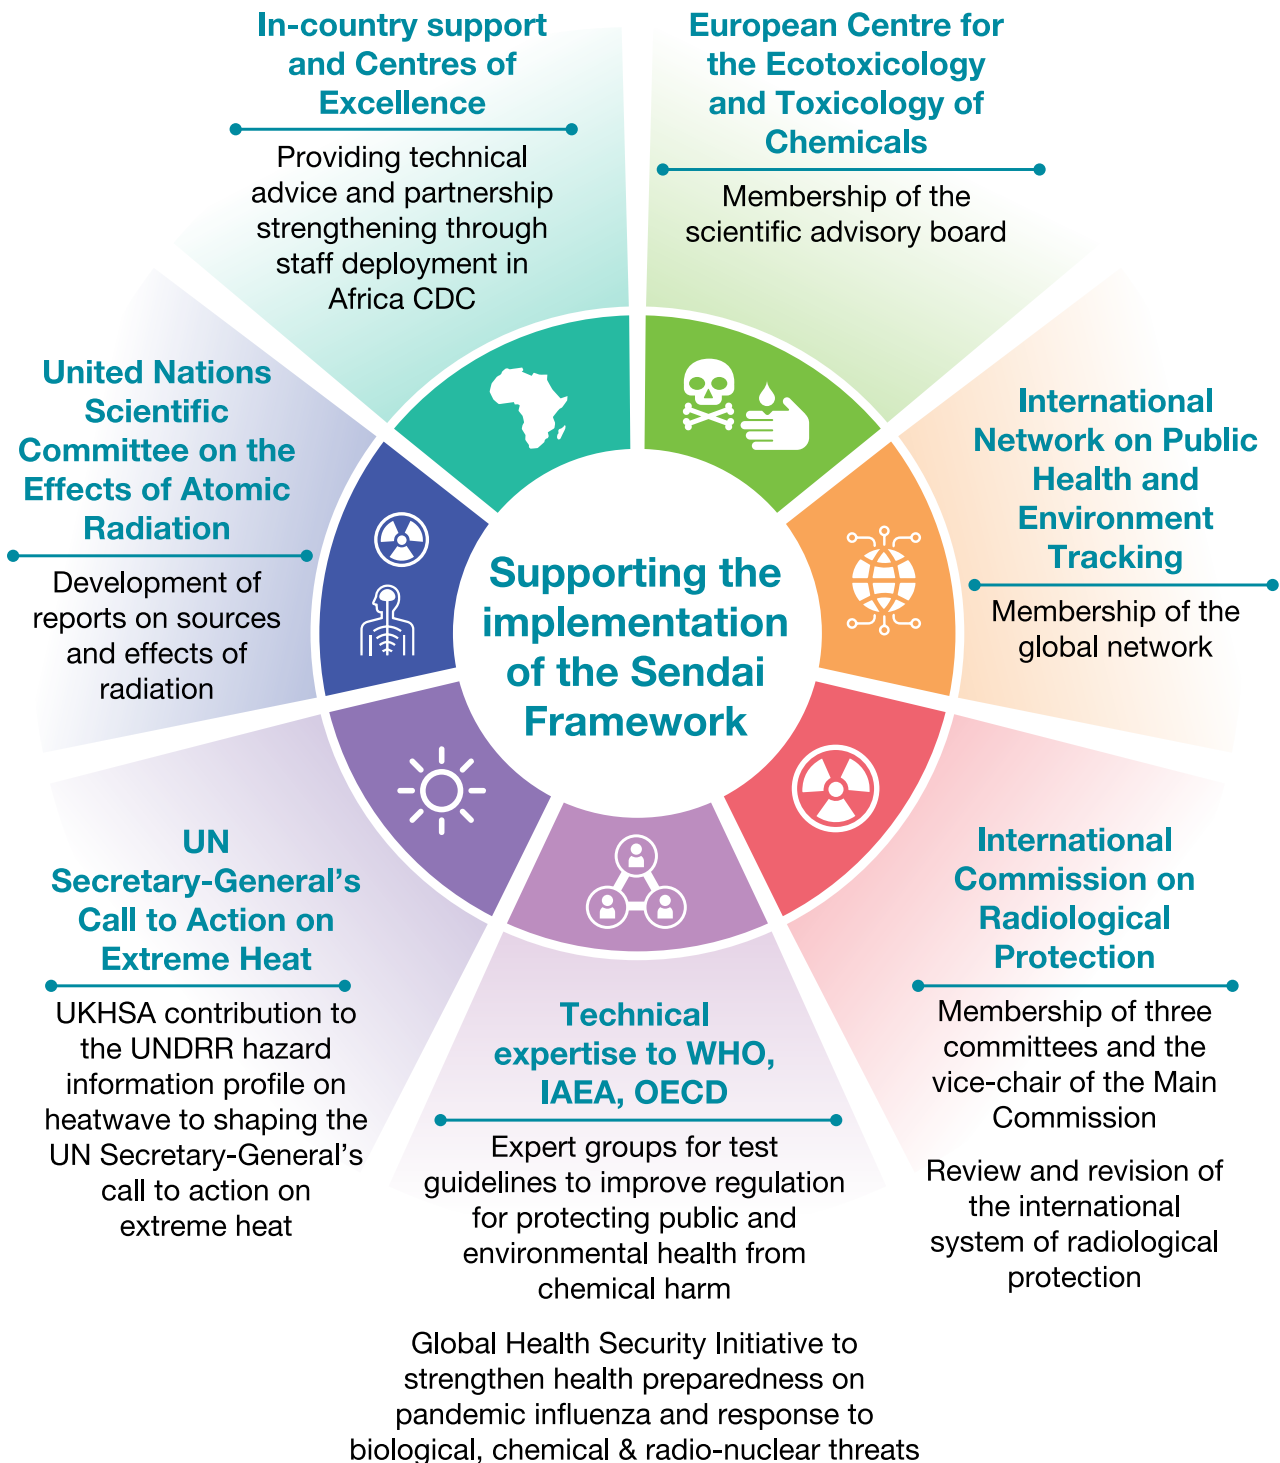 In-country support
and Centres of
Excellence
Providing technical
advice and partnership
strengthening through
staff deployment in
Africa CDC
European Centre for
the Ecotoxicology
and Toxicology of
Chemicals
Membership of the
scientific advisory board
United Nations
Scientific
Committee on the
Effects of Atomic
Radiation
Development of
reports on sources
and effects of
radiation
International
Network on Public
Health and
Environment
Tracking
Membership of the
global network
Supporting the
implementation
of the Sendai
Framework
UN
Secretary-General’s
Call to Action on
Extreme Heat
UKHSA contribution to
the UNDRR hazard
information profile on
heatwave to shaping the
UN Secretary-General’s
call to action on
extreme heat
Technical
expertise to WHO,
IAEA, OECD
Expert groups for test
guidelines to improve regulation
for protecting public and
environmental health from
chemical harm
Global Health Security Initiative to
strengthen health preparedness on
pandemic influenza and response to
biological, chemical & radio-nuclear threats
International
Commission on
Radiological
Protection
Membership of three
committees and the
vice-chair of the Main
Commission
Review and revision of
the international
system of radiological
protection